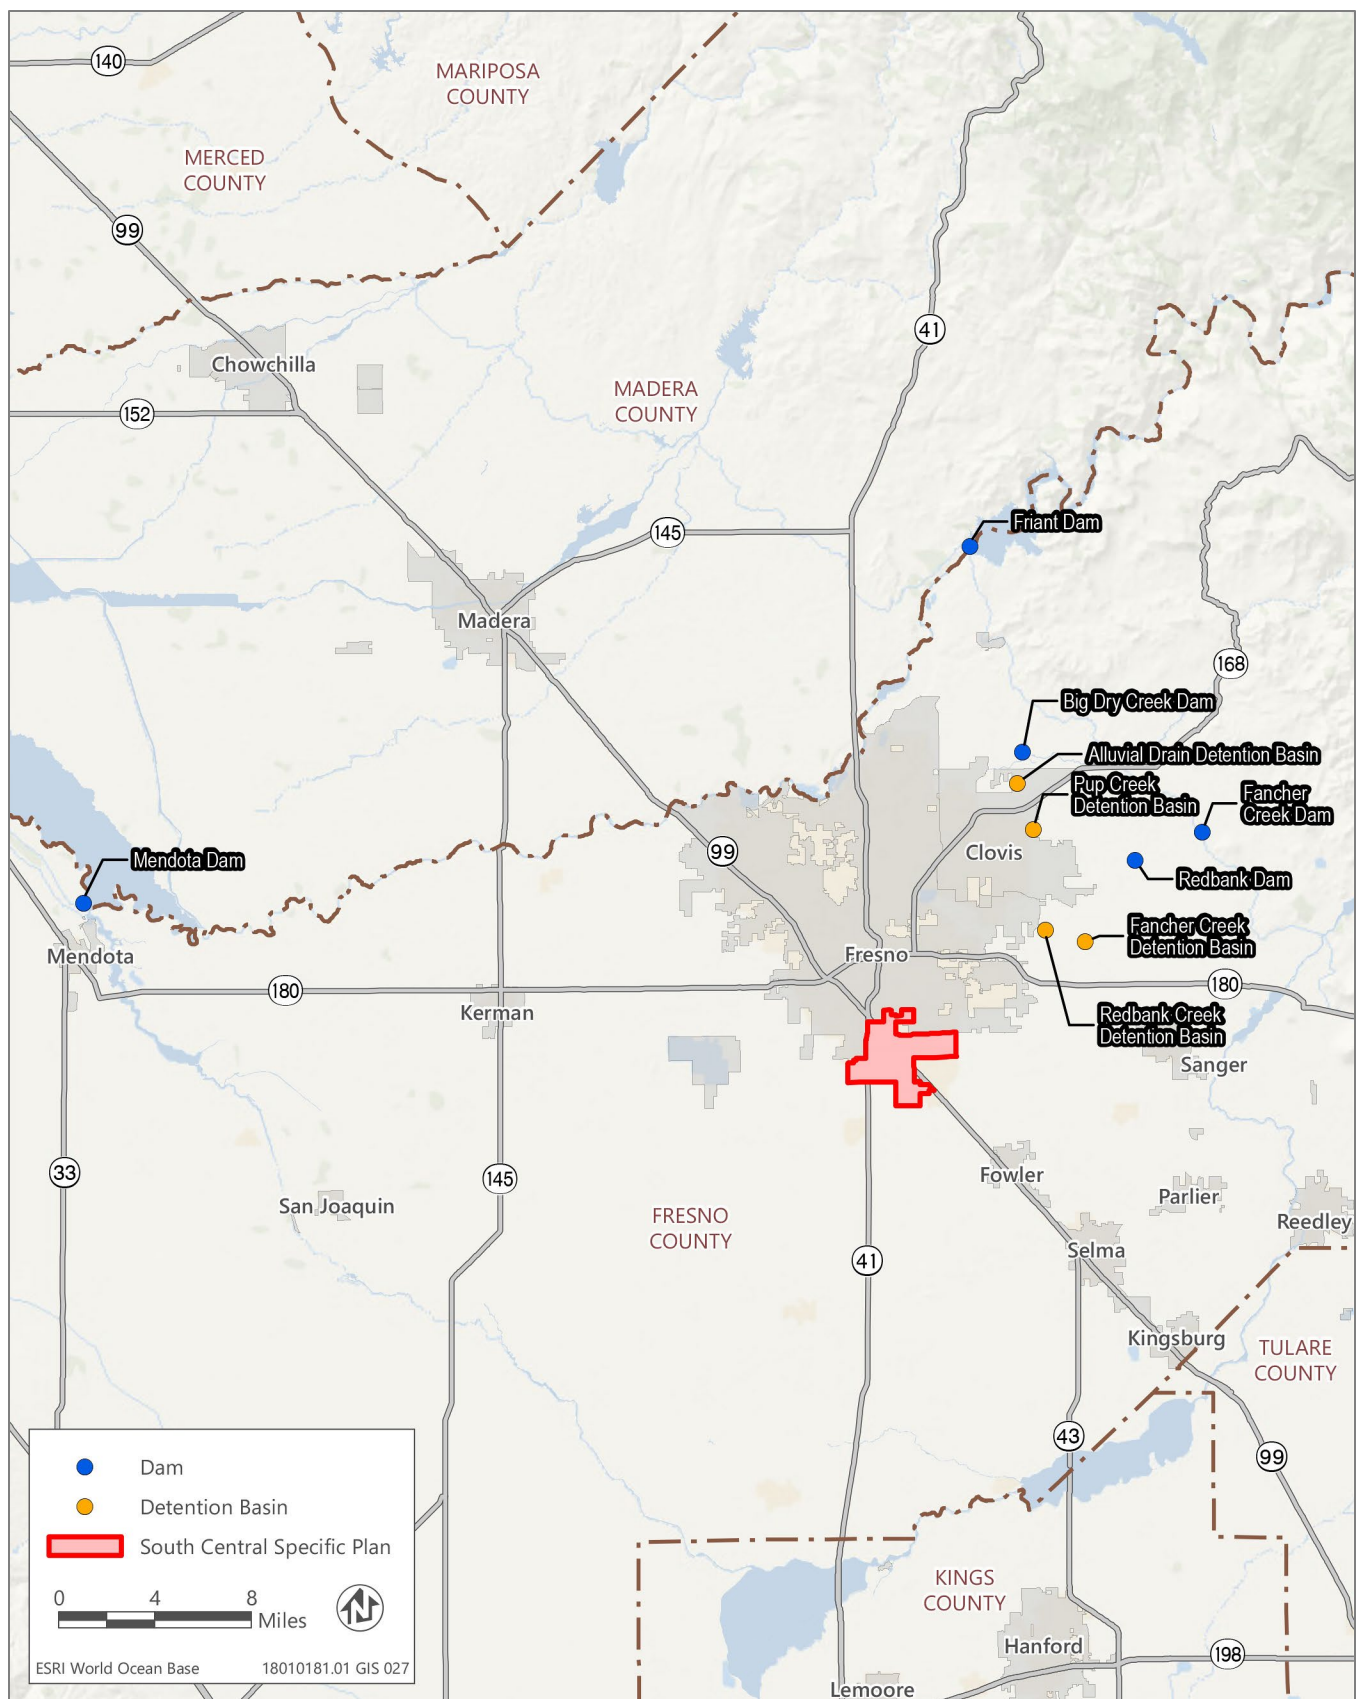 140
MARIPOSA
COUNTY
MERCED
COUNTY
99
41
Chowchilla
152
MADERA
COUNTY
145
Friant Dam
Madera
168
Big Dry Creek Dam
Alluvial Drain Detention Basin
Pup Creek
Detention Basin
Fancher
Creek Dam
99
Clovis
Mendota Dam
Redbank Dam
Fancher Creek
Detention Basin
Mendota
Fresno
180
180
Kerman
Redbank Creek
Detention Basin
Sanger
33
145
San Joaquin
Fowler
Parlier
FRESNO
COUNTY
Reedley
41
Selma
Kingsburg
TULARE
COUNTY
43
99
Dam
Detention Basin
South Central Specific Plan
0 4 8
Miles
N
ESRI World Ocean Base 18010181.01 GIS 027
KINGS
COUNTY
Hanford
198
Lemoore